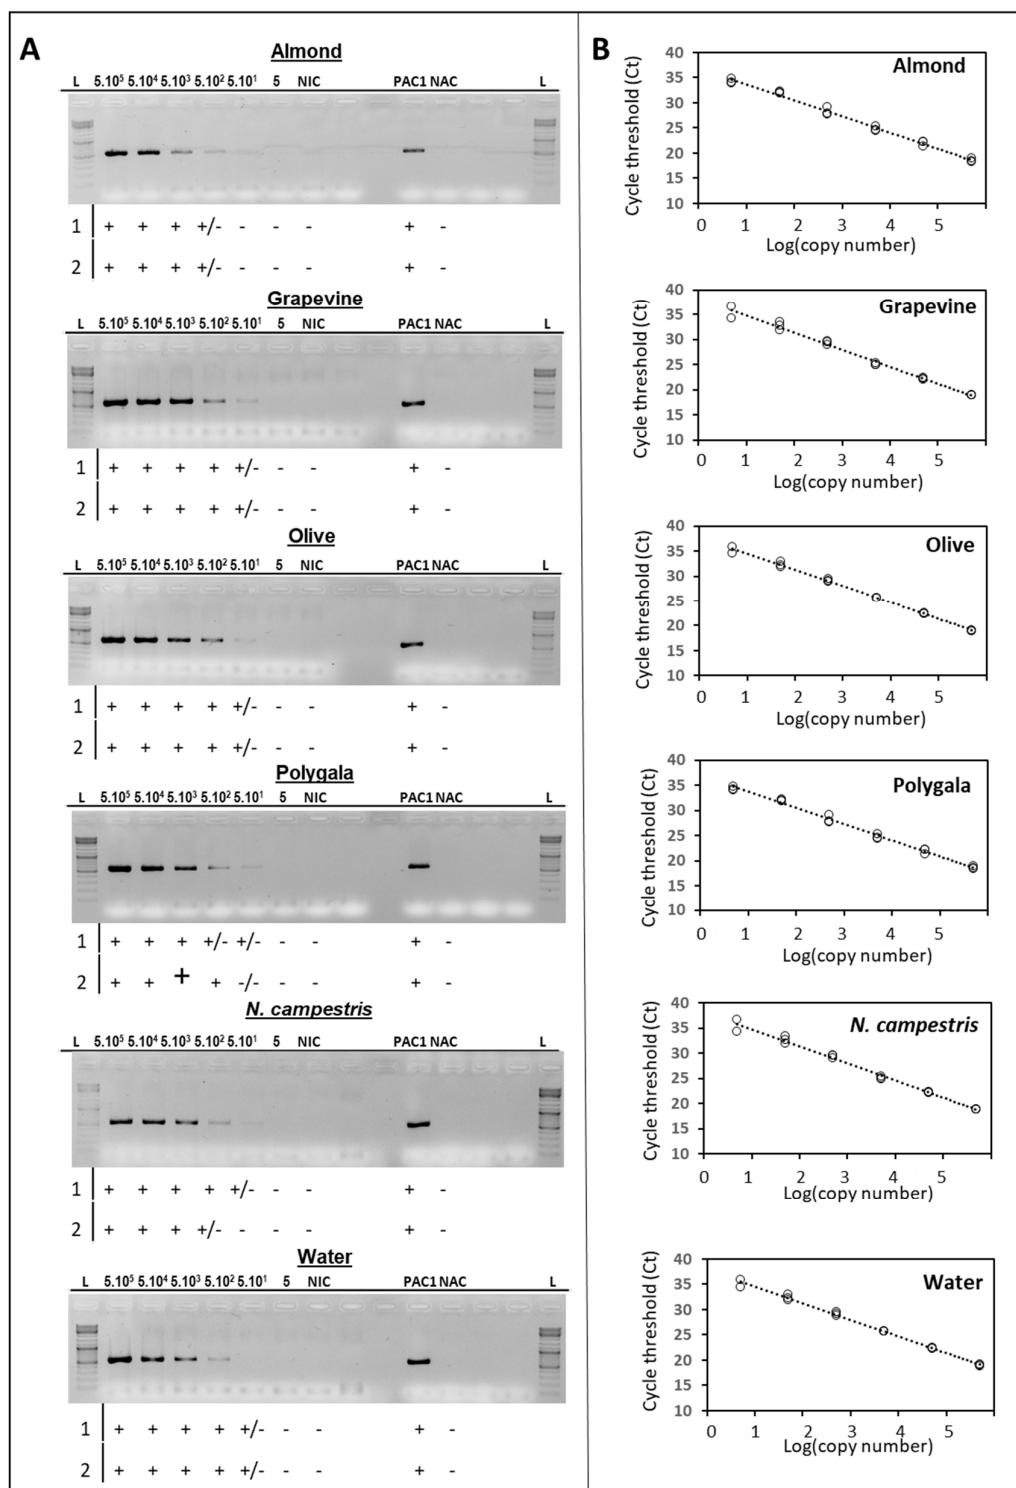 A
Almond
L 5.10⁵ 5.10⁴ 5.10³ 5.10² 5.10¹ 5 NIC PAC1 NAC L
1 + + + +/- - - - + -
2 + + + +/- - - - + -
Grapevine
L 5.10⁵ 5.10⁴ 5.10³ 5.10² 5.10¹ 5 NIC PAC1 NAC L
1 + + + + +/- - - + -
2 + + + + +/- - - + -
Olive
L 5.10⁵ 5.10⁴ 5.10³ 5.10² 5.10¹ 5 NIC PAC1 NAC L
1 + + + + +/- - - + -
2 + + + + +/- - - + -
Polygala
L 5.10⁵ 5.10⁴ 5.10³ 5.10² 5.10¹ 5 NIC PAC1 NAC L
1 + + + +/- +/- - - + -
2 + + + + -/- - - + -
N. campestris
L 5.10⁵ 5.10⁴ 5.10³ 5.10² 5.10¹ 5 NIC PAC1 NAC L
1 + + + + +/- - - + -
2 + + + +/- - - - + -
Water
L 5.10⁵ 5.10⁴ 5.10³ 5.10² 5.10¹ 5 NIC PAC1 NAC L
1 + + + + +/- - - + -
2 + + + + +/- - - + -
B
Almond
Cycle threshold (Ct)
40
35
30
25
20
15
10
0 1 2 3 4 5
Log(copy number)
Grapevine
Cycle threshold (Ct)
40
35
30
25
20
15
10
0 1 2 3 4 5
Log(copy number)
Olive
Cycle threshold (Ct)
40
35
30
25
20
15
10
0 1 2 3 4 5
Log(copy number)
Polygala
Cycle threshold (Ct)
40
35
30
25
20
15
10
0 1 2 3 4 5
Log(copy number)
N. campestris
Cycle threshold (Ct)
40
35
30
25
20
15
10
0 1 2 3 4 5
Log(copy number)
Water
Cycle threshold (Ct)
40
35
30
25
20
15
10
0 1 2 3 4 5
Log(copy number)